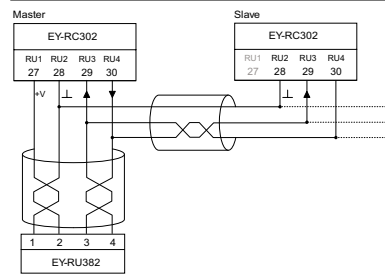 Master Slave
EY-RC302 EY-RC302
RU1 RU2 RU3 RU4 RU1 RU2 RU3 RU4
27 28 29 30 27 28 29 30
+V
1 2 3 4
EY-RU382